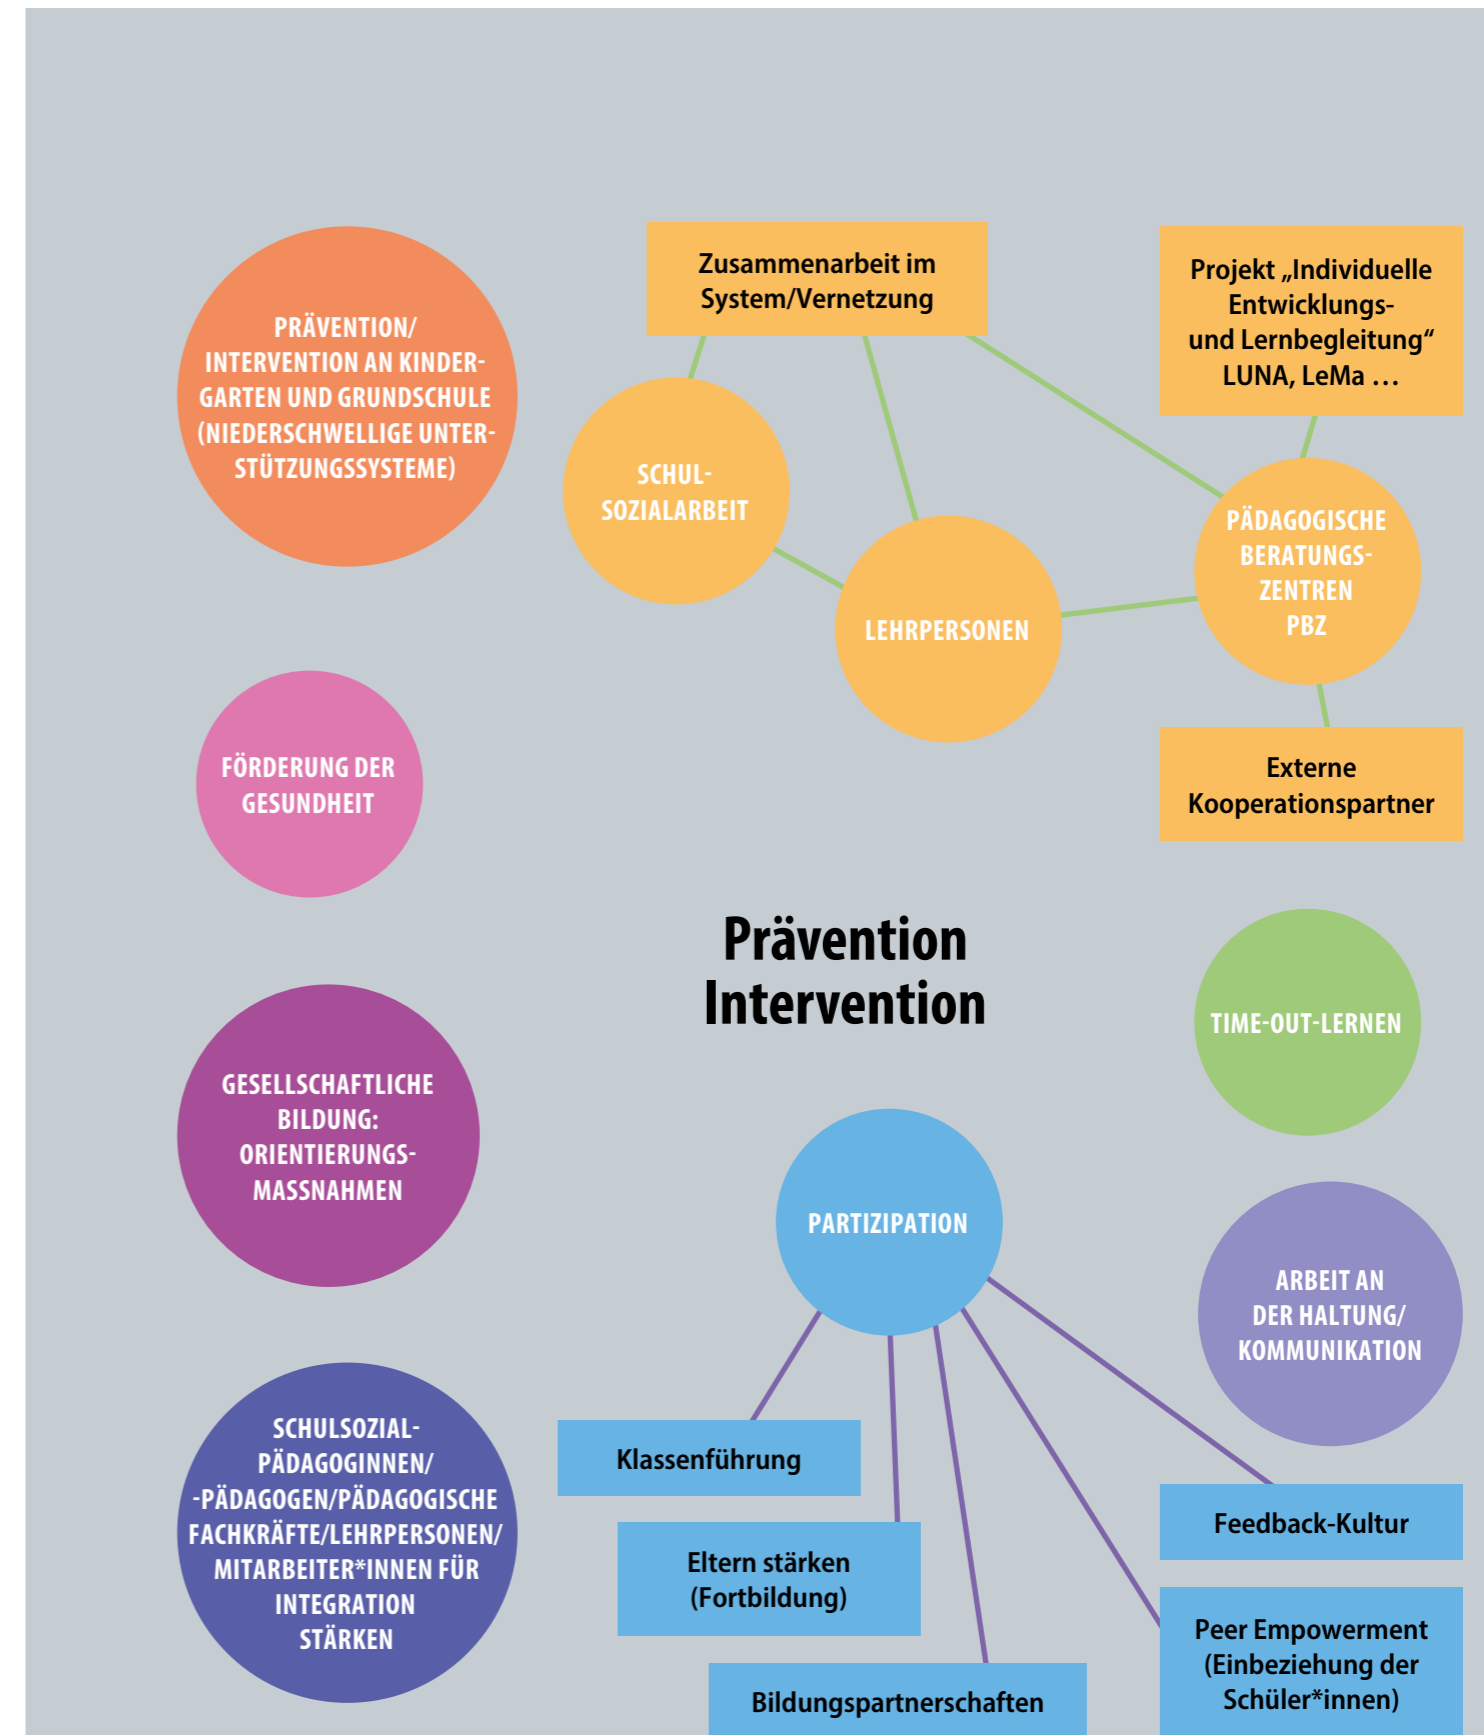 PRÄVENTION/
INTERVENTION AN KINDER-
GARTEN UND GRUNDSCHULE
(NIEDERSCHWELLIGE UNTER-
STÜTZUNGSSYSTEME)
Zusammenarbeit im
System/Vernetzung
Projekt „Individuelle
Entwicklungs-
und Lernbegleitung“
LUNA, LeMa …
SCHUL-
SOZIALARBEIT
LEHRPERSONEN
PÄDAGOGISCHE
BERATUNGS-
ZENTREN
PBZ
Externe
Kooperationspartner
FÖRDERUNG DER
GESUNDHEIT
Prävention
Intervention
TIME-OUT-LERNEN
GESELLSCHAFTLICHE
BILDUNG:
ORIENTIERUNGS-
MASSNAHMEN
PARTIZIPATION
ARBEIT AN
DER HALTUNG/
KOMMUNIKATION
SCHULSOZIAL-
PÄDAGOGINNEN/
-PÄDAGOGEN/PÄDAGOGISCHE
FACHKRÄFTE/LEHRPERSONEN/
MITARBEITER*INNEN FÜR
INTEGRATION
STÄRKEN
Klassenführung
Eltern stärken
(Fortbildung)
Bildungspartnerschaften
Feedback-Kultur
Peer Empowerment
(Einbeziehung der
Schüler*innen)